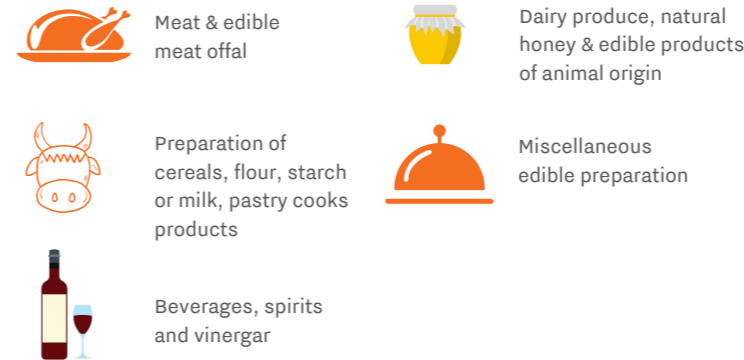 Meat & edible
meat offal
Dairy produce, natural
honey & edible products
of animal origin
Preparation of
cereals, flour, starch
or milk, pastry cooks
products
Miscellaneous
edible preparation
Beverages, spirits
and vinergar